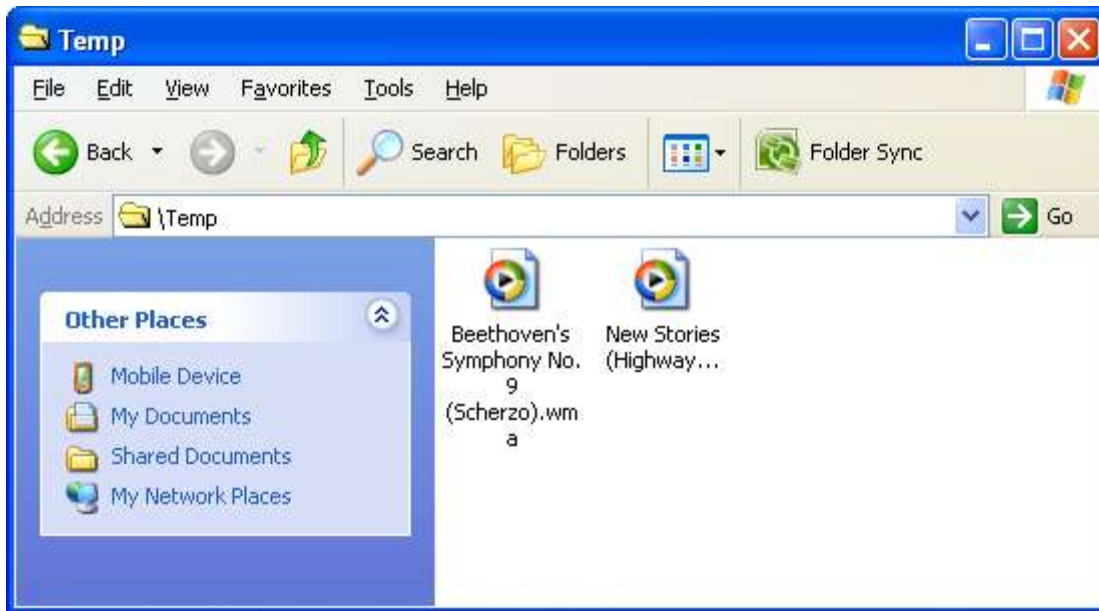 Temp
File Edit View Favorites Tools Help
Back Search Folders Folder Sync
Address \Temp Go
Other Places
Mobile Device
My Documents
Shared Documents
My Network Places
Beethoven's
Symphony No.
9
(Scherzo).wm
a
New Stories
(Highway...